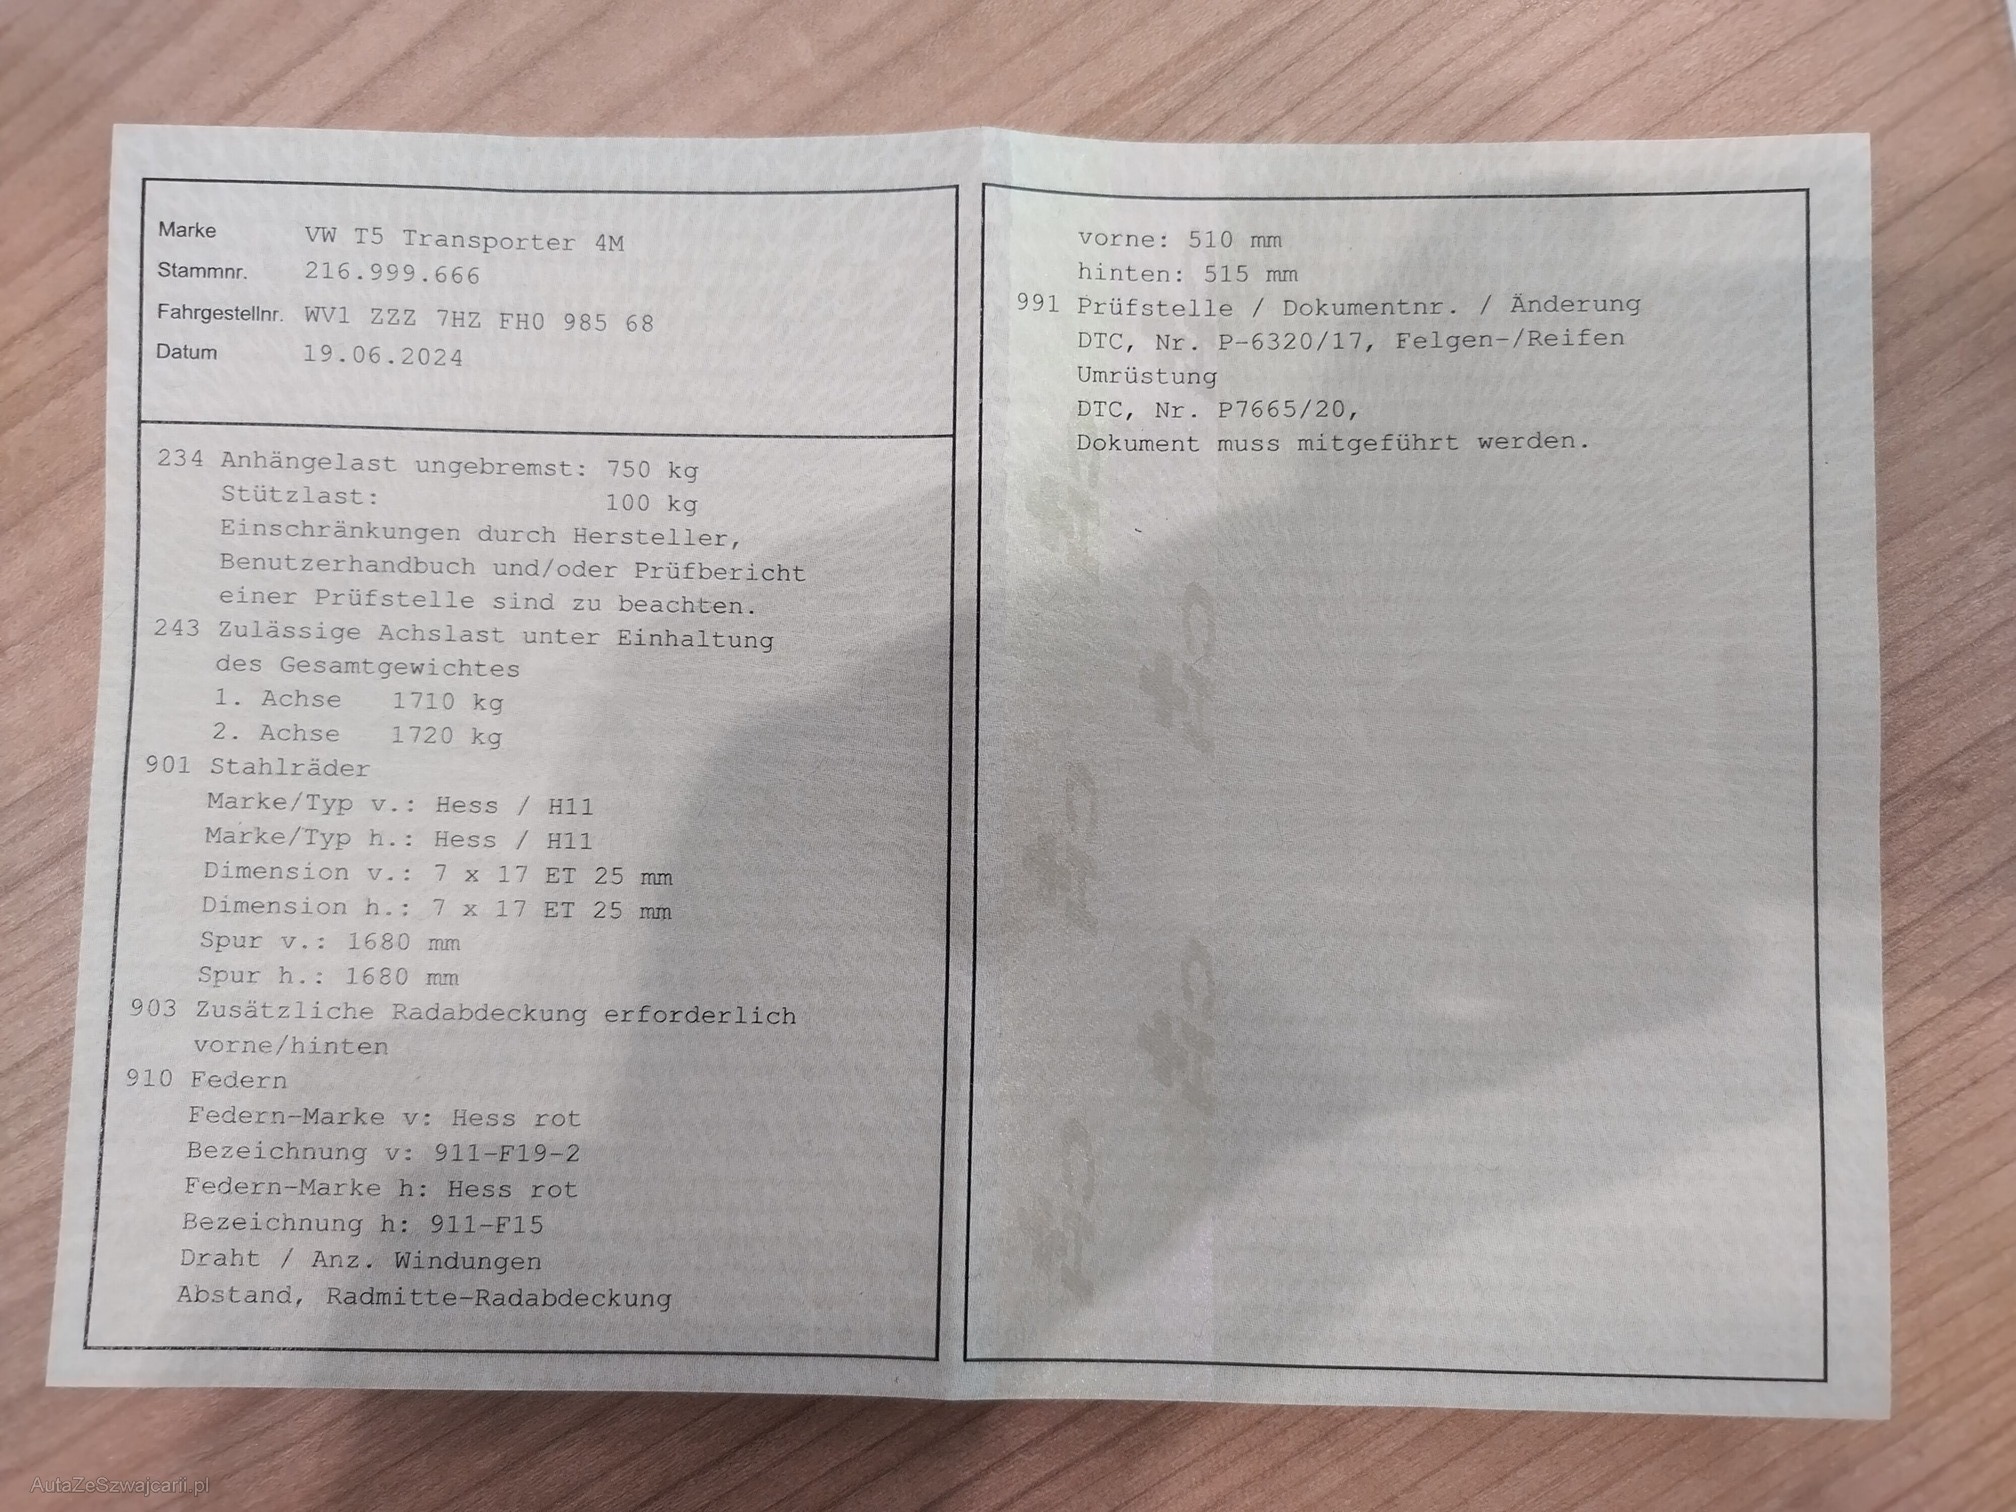 Marke VW T5 Transporter 4M
Stammnr. 216.999.666
Fahrgestellnr. WV1 ZZZ 7HZ FH0 985 68
Datum 19.06.2024
234 Anhängelast ungebremst: 750 kg
Stützlast: 100 kg
Einschränkungen durch Hersteller,
Benutzerhandbuch und/oder Prüfbericht
einer Prüfstelle sind zu beachten.
243 Zulässige Achslast unter Einhaltung
des Gesamtgewichtes
1. Achse 1710 kg
2. Achse 1720 kg
901 Stahlräder
Marke/Typ v.: Hess / H11
Marke/Typ h.: Hess / H11
Dimension v.: 7 x 17 ET 25 mm
Dimension h.: 7 x 17 ET 25 mm
Spur v.: 1680 mm
Spur h.: 1680 mm
903 Zusätzliche Radabdeckung erforderlich
vorne/hinten
910 Federn
Federn-Marke v: Hess rot
Bezeichnung v: 911-F19-2
Federn-Marke h: Hess rot
Bezeichnung h: 911-F15
Draht / Anz. Windungen
Abstand, Radmitte-Radabdeckung
vorne: 510 mm
hinten: 515 mm
991 Prüfstelle / Dokumentnr. / Änderung
DTC, Nr. P-6320/17, Felgen-/Reifen
Umrüstung
DTC, Nr. P7665/20,
Dokument muss mitgeführt werden.
AutaZeSzwajcarii.pl